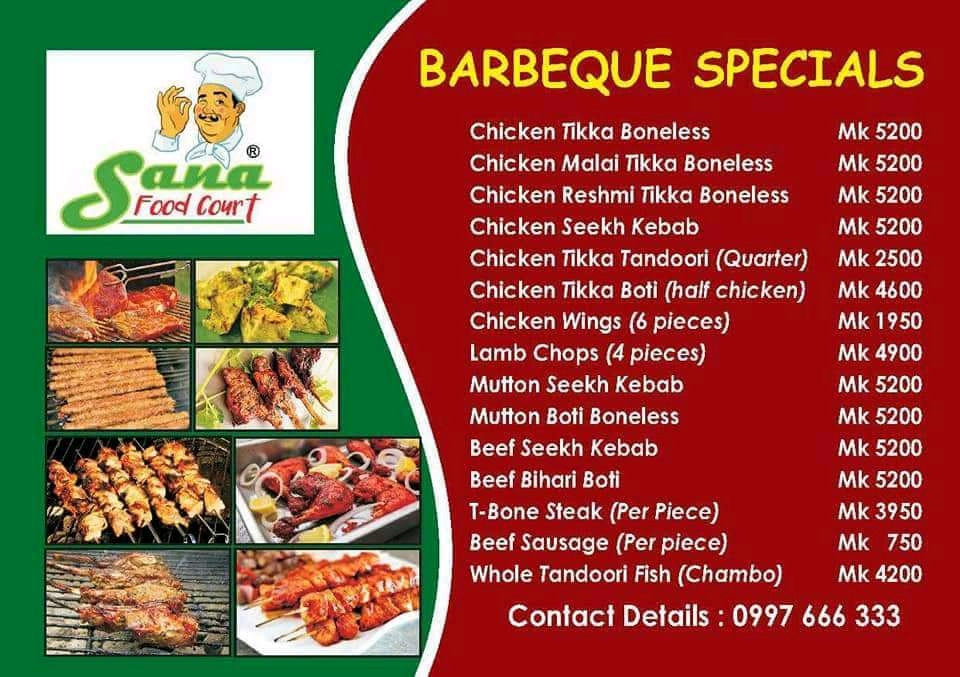 Sana
Food Court
®
BARBEQUE SPECIALS
Chicken Tikka Boneless Mk 5200
Chicken Malai Tikka Boneless Mk 5200
Chicken Reshmi Tikka Boneless Mk 5200
Chicken Seekh Kebab Mk 5200
Chicken Tikka Tandoori (Quarter) Mk 2500
Chicken Tikka Boti (half chicken) Mk 4600
Chicken Wings (6 pieces) Mk 1950
Lamb Chops (4 pieces) Mk 4900
Mutton Seekh Kebab Mk 5200
Mutton Boti Boneless Mk 5200
Beef Seekh Kebab Mk 5200
Beef Bihari Boti Mk 5200
T-Bone Steak (Per Piece) Mk 3950
Beef Sausage (Per piece) Mk 750
Whole Tandoori Fish (Chambo) Mk 4200
Contact Details : 0997 666 333